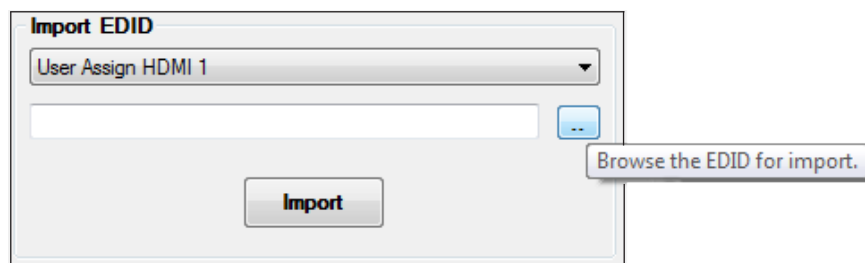 Import EDID
User Assign HDMI 1
..
Browse the EDID for import.
Import